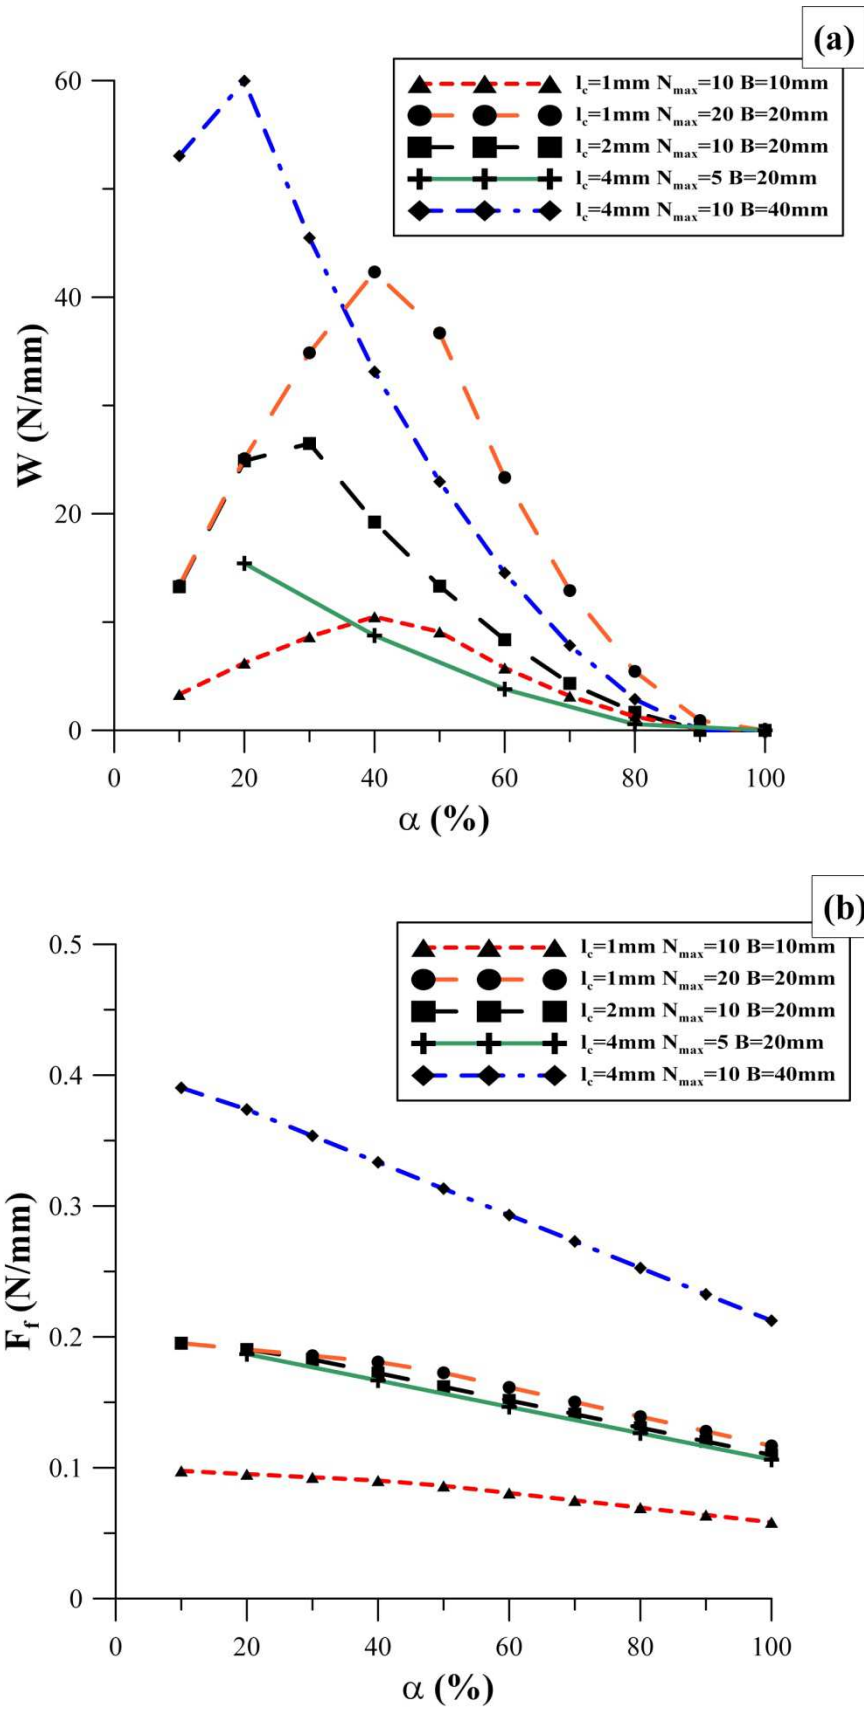 (a)
l_c=1mm N_max=10 B=10mm
l_c=1mm N_max=20 B=20mm
l_c=2mm N_max=10 B=20mm
l_c=4mm N_max=5 B=20mm
l_c=4mm N_max=10 B=40mm
60
40
20
0
W (N/mm)
0 20 40 60 80 100
α (%)
(b)
l_c=1mm N_max=10 B=10mm
l_c=1mm N_max=20 B=20mm
l_c=2mm N_max=10 B=20mm
l_c=4mm N_max=5 B=20mm
l_c=4mm N_max=10 B=40mm
0.5
0.4
0.3
0.2
0.1
0
F_f (N/mm)
0 20 40 60 80 100
α (%)